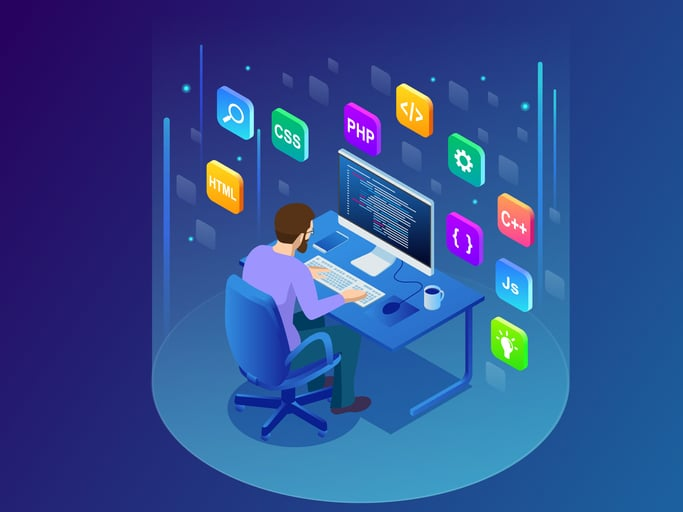 CSS
PHP
</>
HTML
C++
{ }
Js